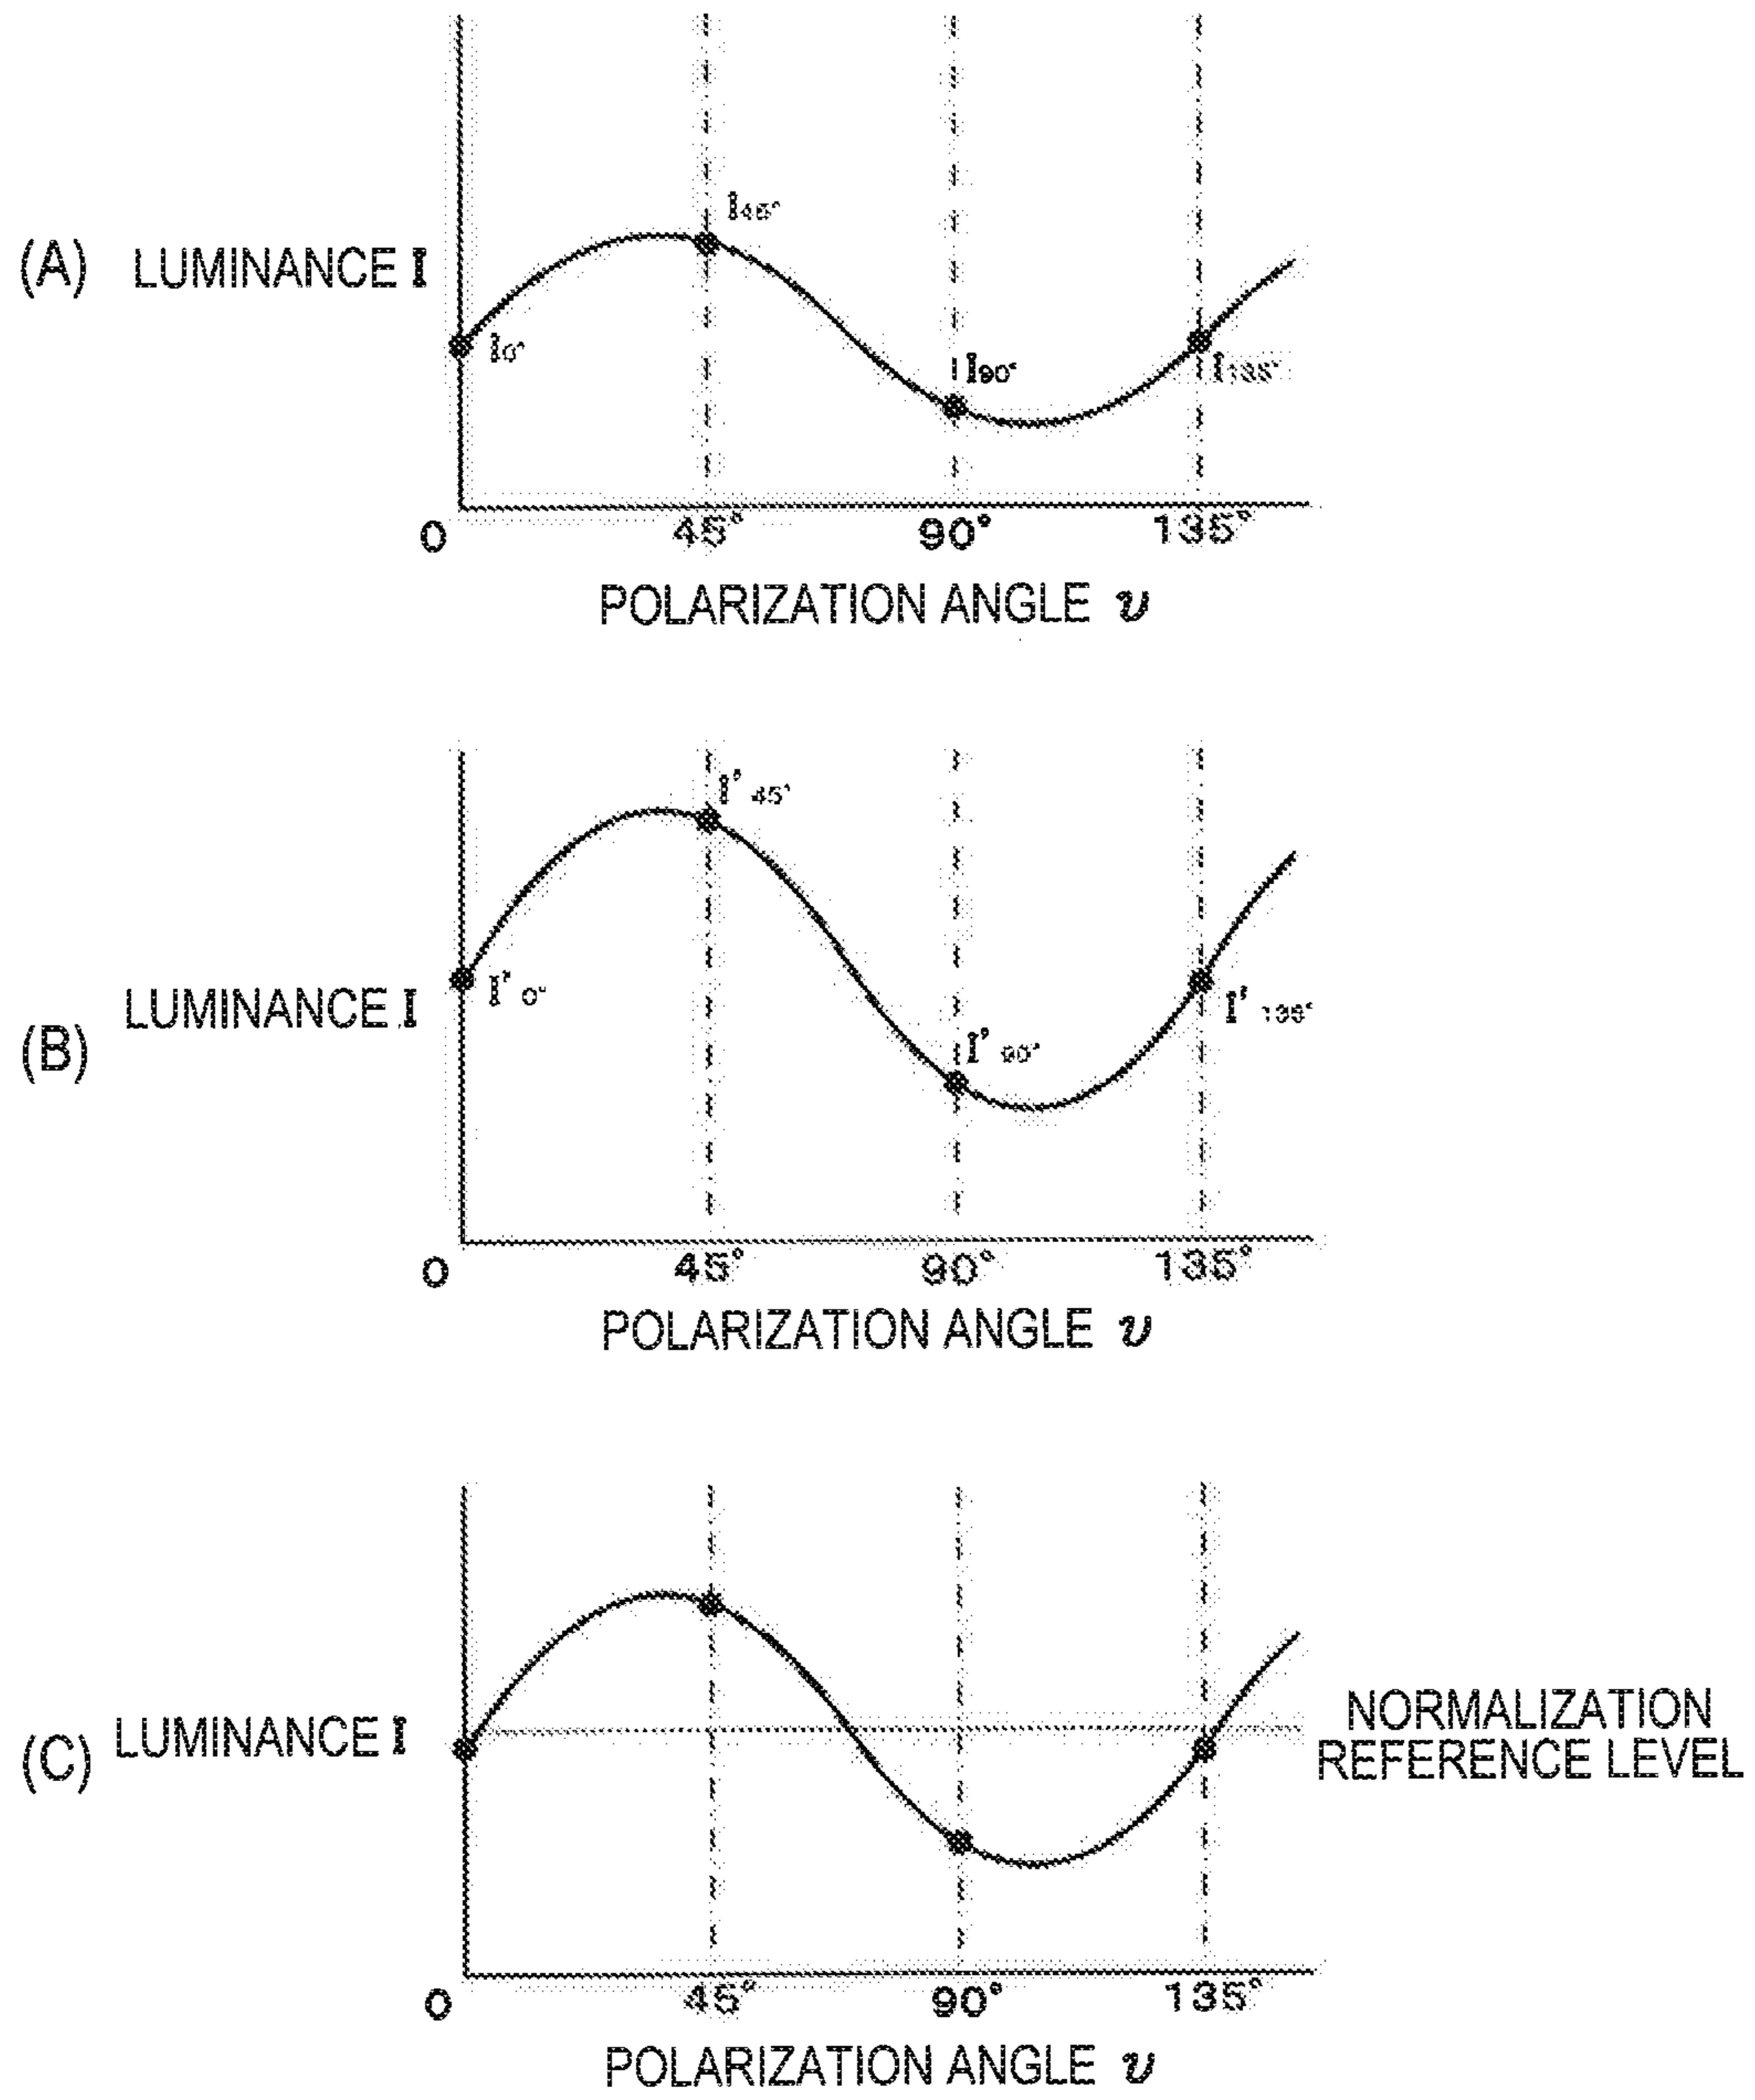 I45°
(A) LUMINANCE I
I0°
I90°
I135°
0 45° 90° 135°
POLARIZATION ANGLE υ
I' 45°
I' 0°
LUMINANCE I
I' 135°
(B)
I' 90°
0 45° 90° 135°
POLARIZATION ANGLE υ
NORMALIZATION
LUMINANCE I
(C)
REFERENCE LEVEL
0 45° 90° 135°
POLARIZATION ANGLE υ